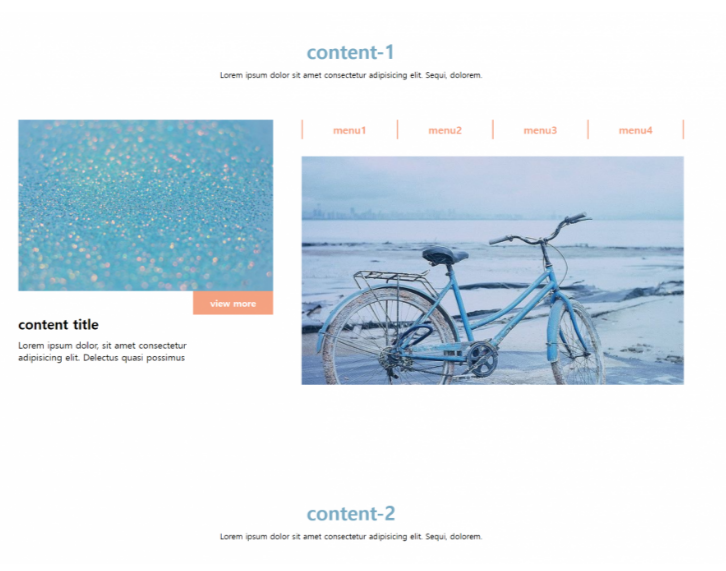 content-1
Lorem ipsum dolor sit amet consectetur adipisicing elit. Sequi, dolorem.
menu1 menu2 menu3 menu4
view more
content title
Lorem ipsum dolor, sit amet consectetur
adipisicing elit. Delectus quasi possimus
content-2
Lorem ipsum dolor sit amet consectetur adipisicing elit. Sequi, dolorem.